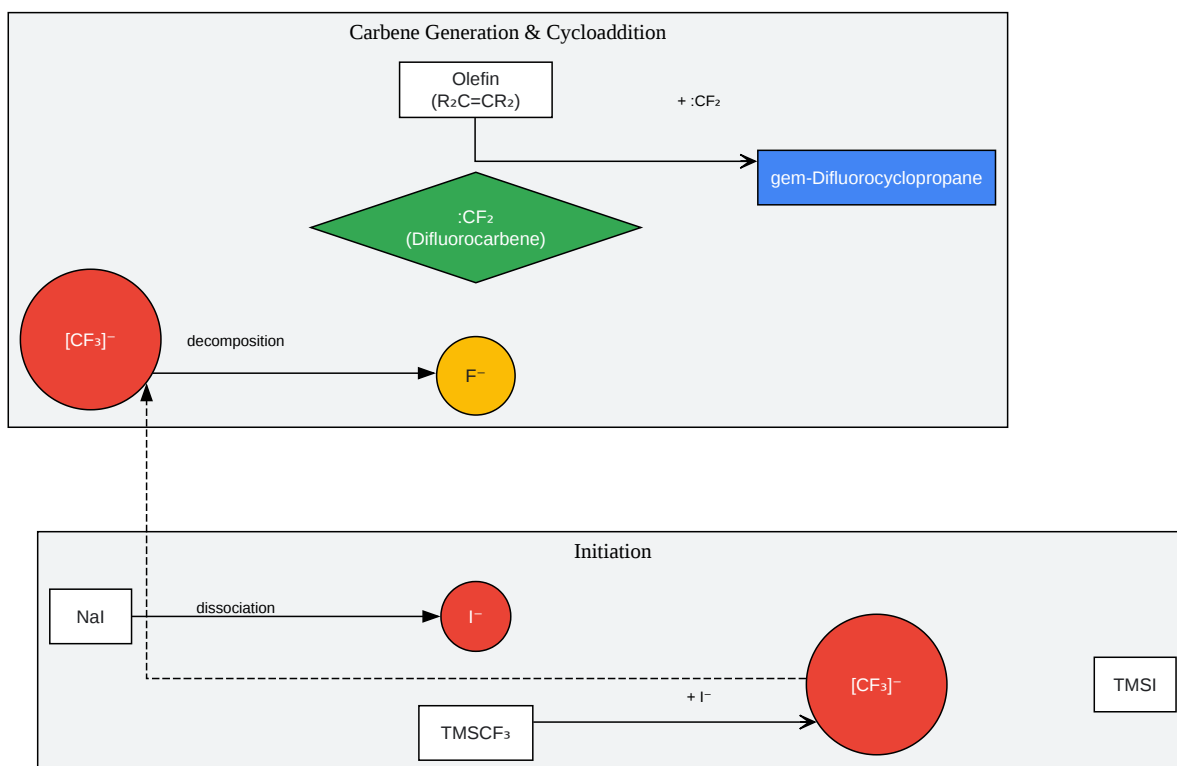 Carbene Generation & Cycloaddition
Olefin
(R₂C=CR₂)
+ :CF₂
gem-Difluorocyclopropane
:CF₂
(Difluorocarbene)
[CF₃]⁻
decomposition
F⁻
Initiation
NaI
dissociation
I⁻
[CF₃]⁻
TMSI
+ I⁻
TMSCF₃